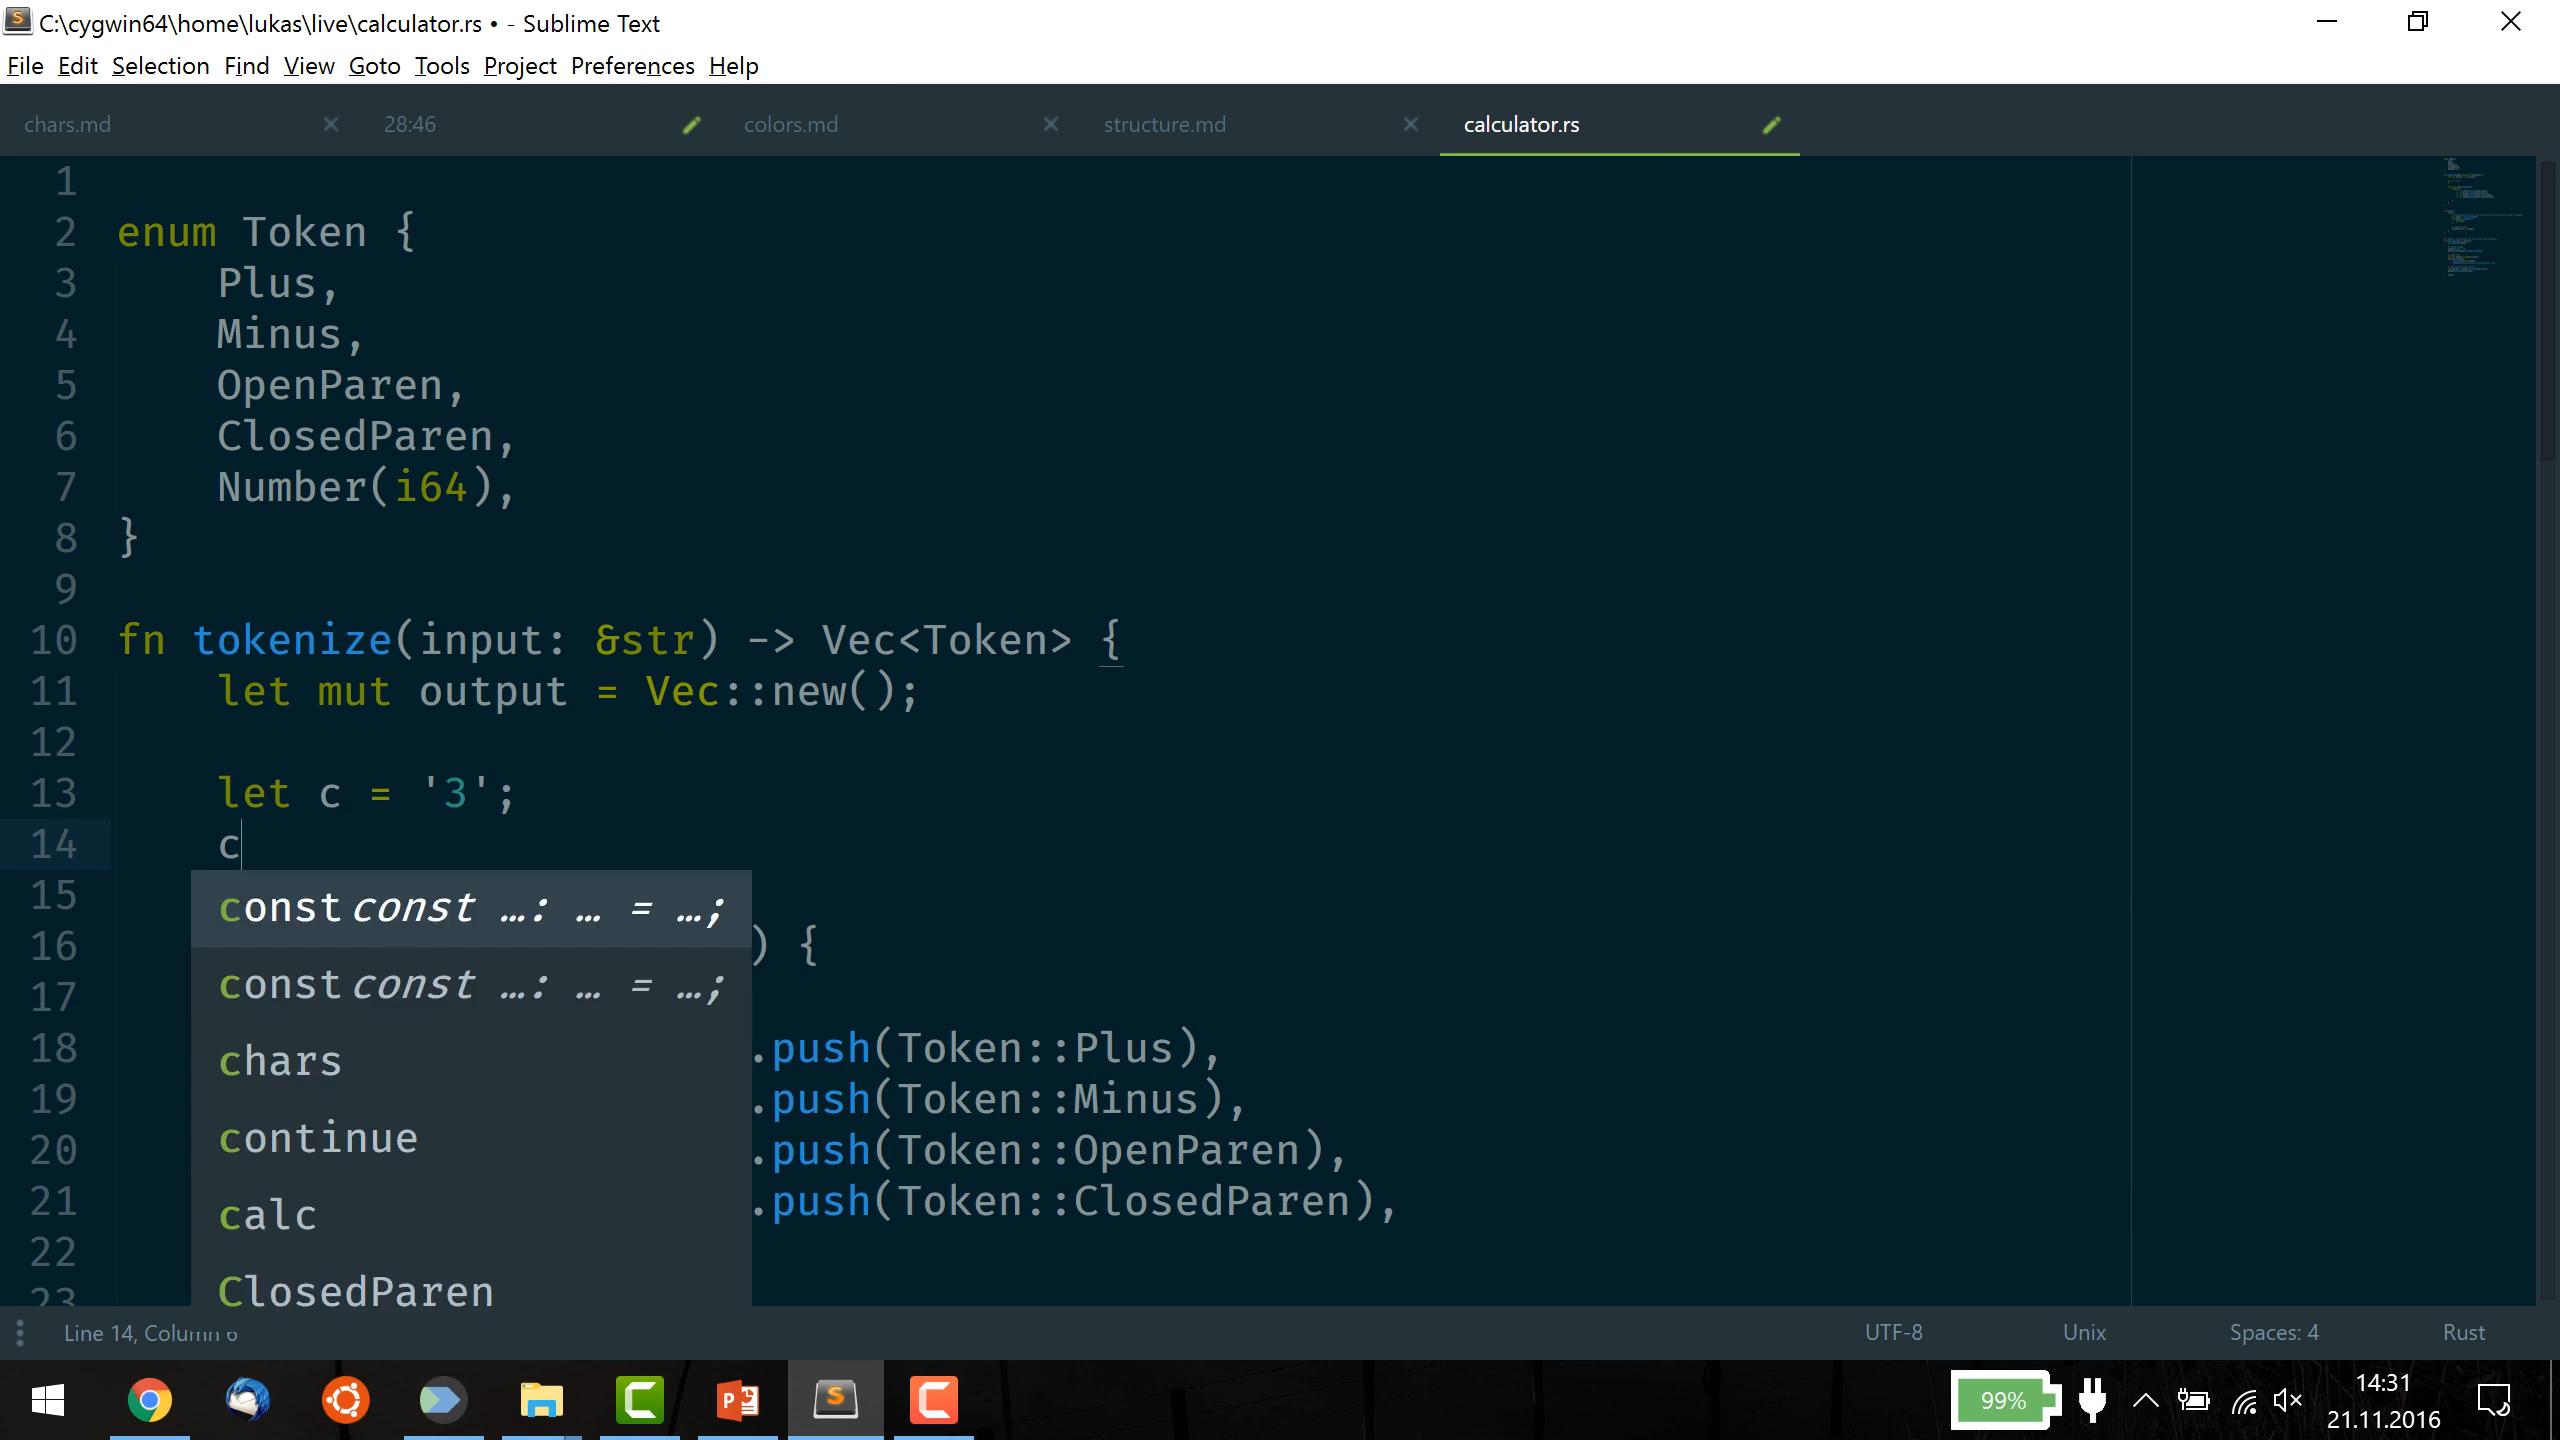 C:\cygwin64\home\lukas\live\calculator.rs • - Sublime Text
File Edit Selection Find View Goto Tools Project Preferences Help
chars.md 28:46 colors.md structure.md calculator.rs
1
2 enum Token {
3 Plus,
4 Minus,
5 OpenParen,
6 ClosedParen,
7 Number(i64),
8 }
9
10 fn tokenize(input: &str) -> Vec<Token> {
11 let mut output = Vec::new();
12
13 let c = '3';
14 c
15 const const …: … = …;
16 ) {
17 const const …: … = …;
18 chars .push(Token::Plus),
19 continue .push(Token::Minus),
20 .push(Token::OpenParen),
21 calc .push(Token::ClosedParen),
22
23 ClosedParen
Line 14, Column 6 UTF-8 Unix Spaces: 4 Rust
99% 14:31
21.11.2016